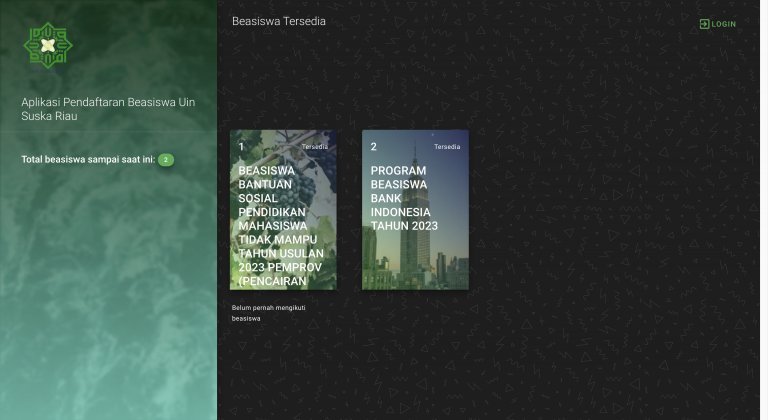 Beasiswa Tersedia
LOGIN
Aplikasi Pendaftaran Beasiswa Uin
Suska Riau
Total beasiswa sampai saat ini: 2
1 Tersedia
BEASISWA
BANTUAN
SOSIAL
PENDIDIKAN
MAHASISWA
TIDAK MAMPU
TAHUN USULAN
2023 PEMPROV
(PENCAIRAN
Belum pernah mengikuti
beasiswa
2 Tersedia
PROGRAM
BEASISWA
BANK
INDONESIA
TAHUN 2023